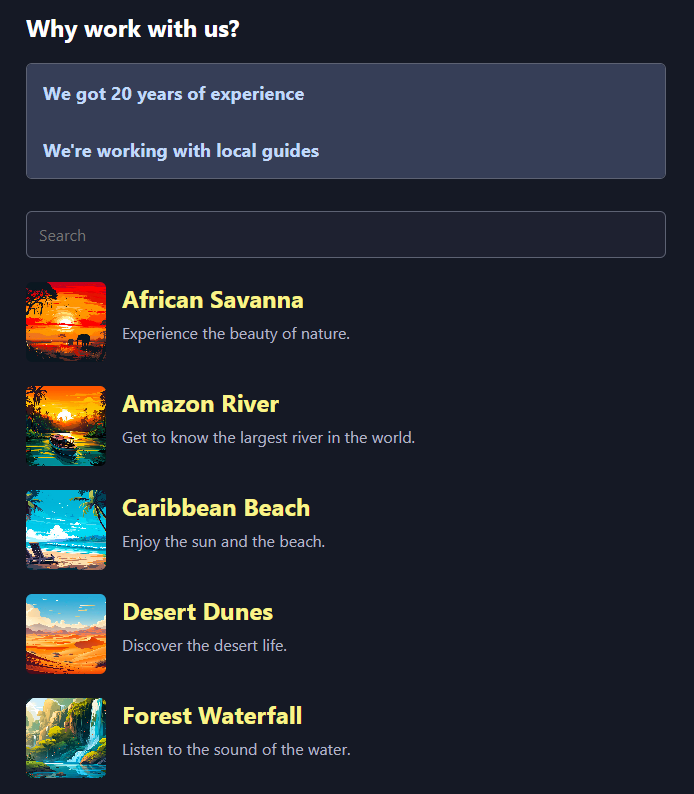 Why work with us?
We got 20 years of experience
We're working with local guides
Search
African Savanna
Experience the beauty of nature.
Amazon River
Get to know the largest river in the world.
Caribbean Beach
Enjoy the sun and the beach.
Desert Dunes
Discover the desert life.
Forest Waterfall
Listen to the sound of the water.